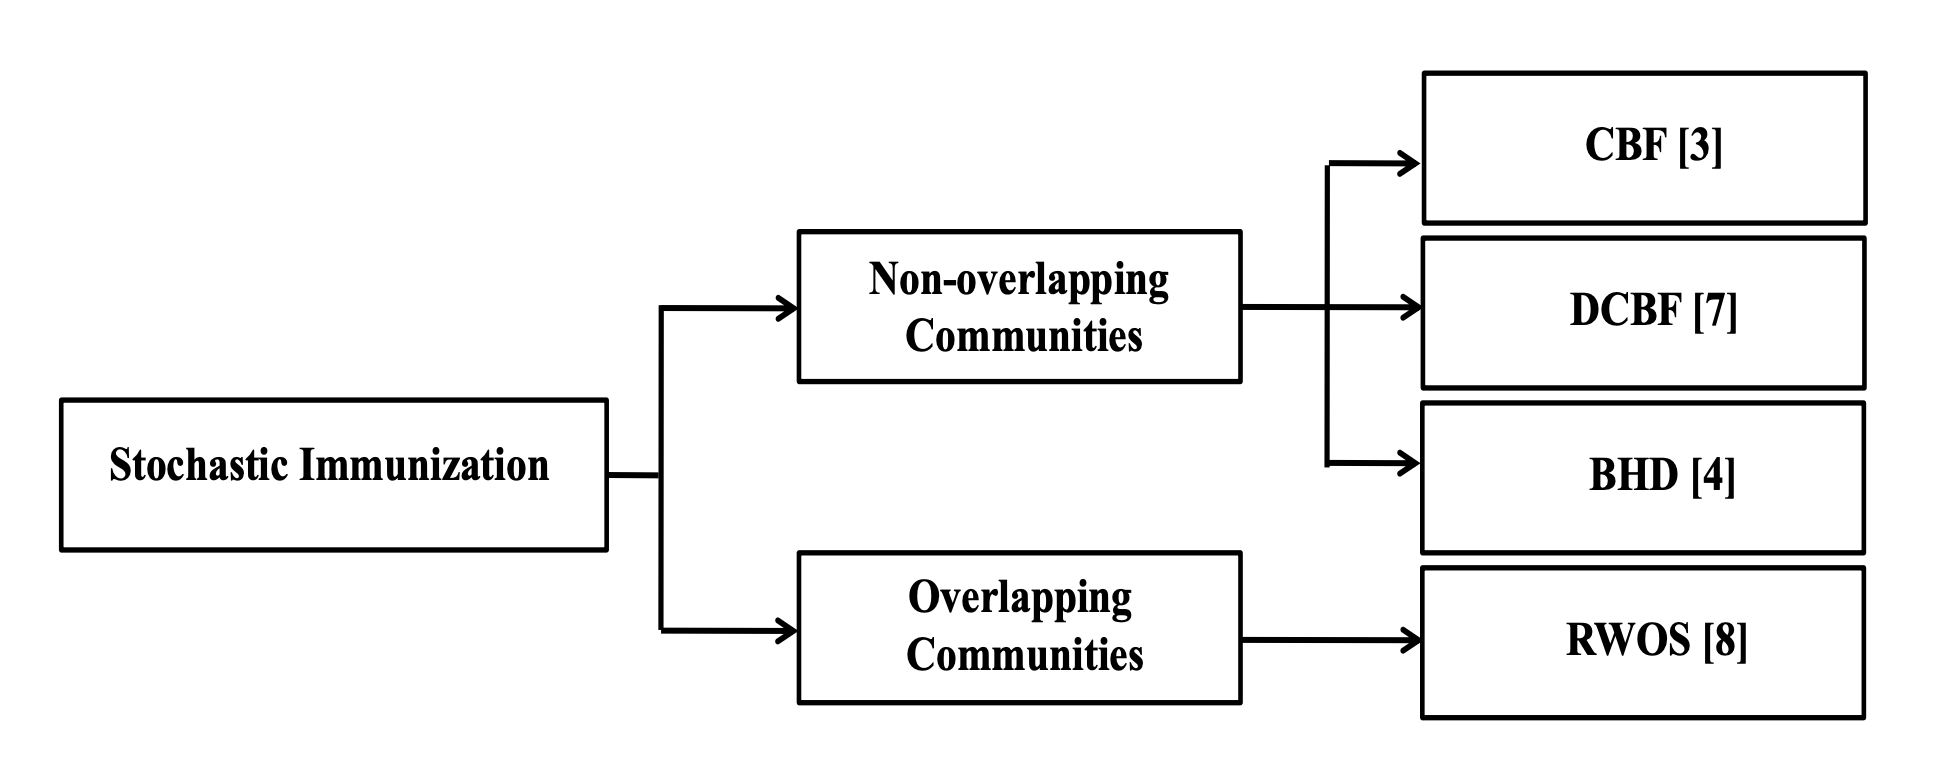 Stochastic Immunization
Non-overlapping
Communities
Overlapping
Communities
CBF [3]
DCBF [7]
BHD [4]
RWOS [8]